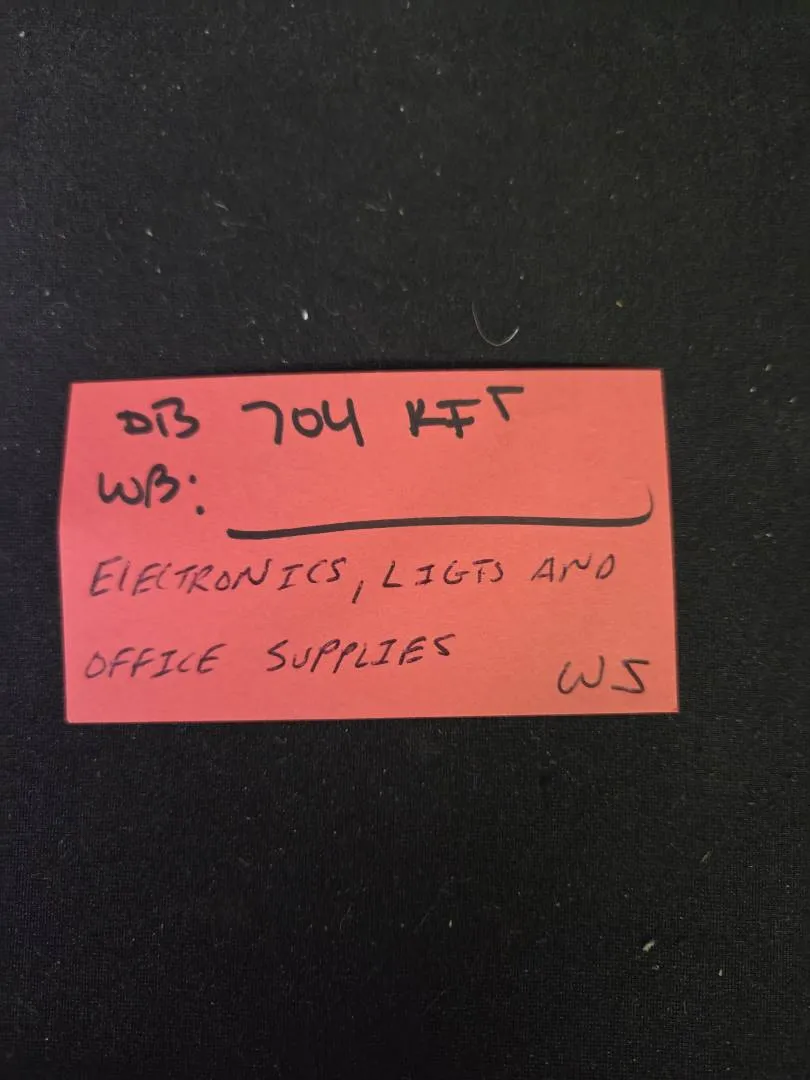 DB 704 KFT
WB:
ELECTRONICS, LIGTS AND
OFFICE SUPPLIES
WS